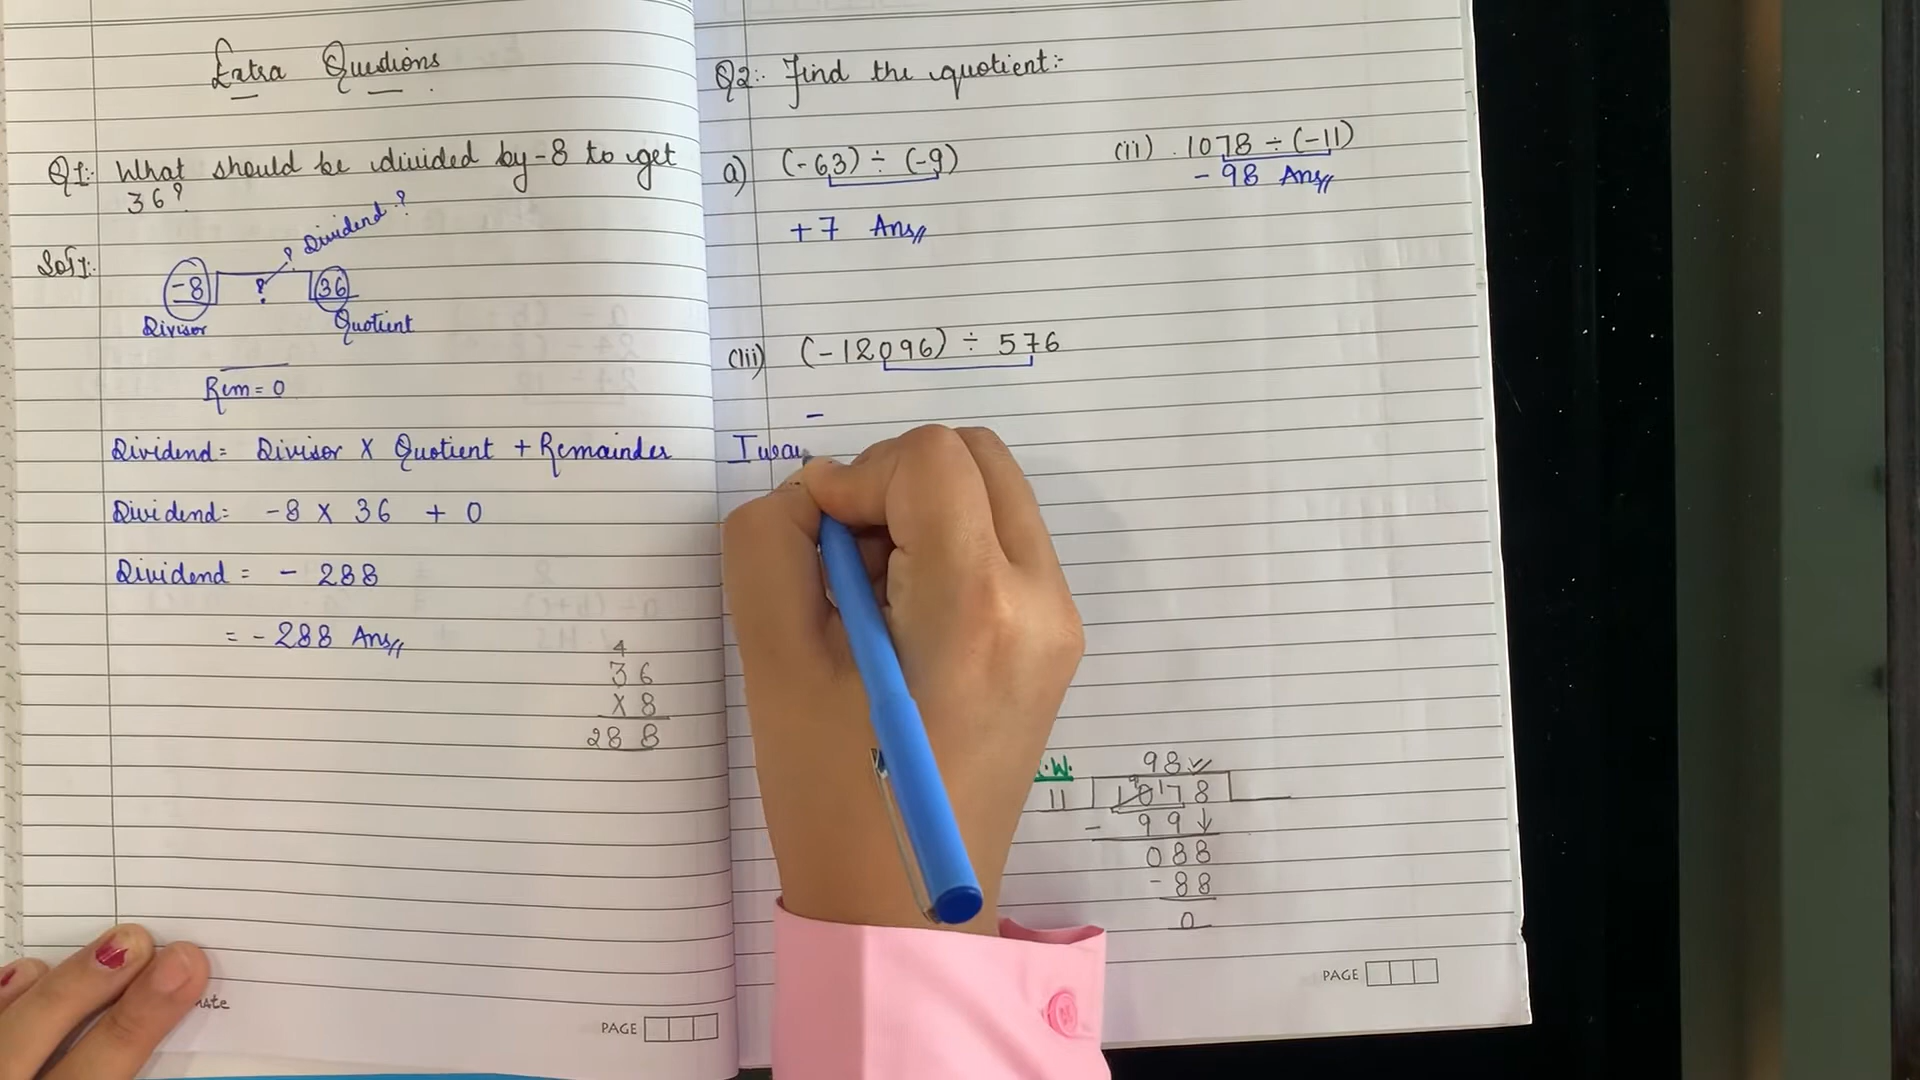 Extra Questions
Q1:- What should be divided by -8 to get
36?
Soln:-
? Dividend ?
-8 ? 36
Divisor Quotient
Rem = 0
Dividend = Divisor X Quotient + Remainder
Dividend = -8 X 36 + 0
Dividend = - 288
= - 288 Ans
4
36
X 8
288
PAGE
Q2:- Find the quotient:-
a) (-63) ÷ (-9)
+7 Ans
(ii) . 1078 ÷ (-11)
- 98 Ans
(iii) (-12096) ÷ 576
-
.W. 98
11 1078
- 99↓
088
- 88
0
PAGE